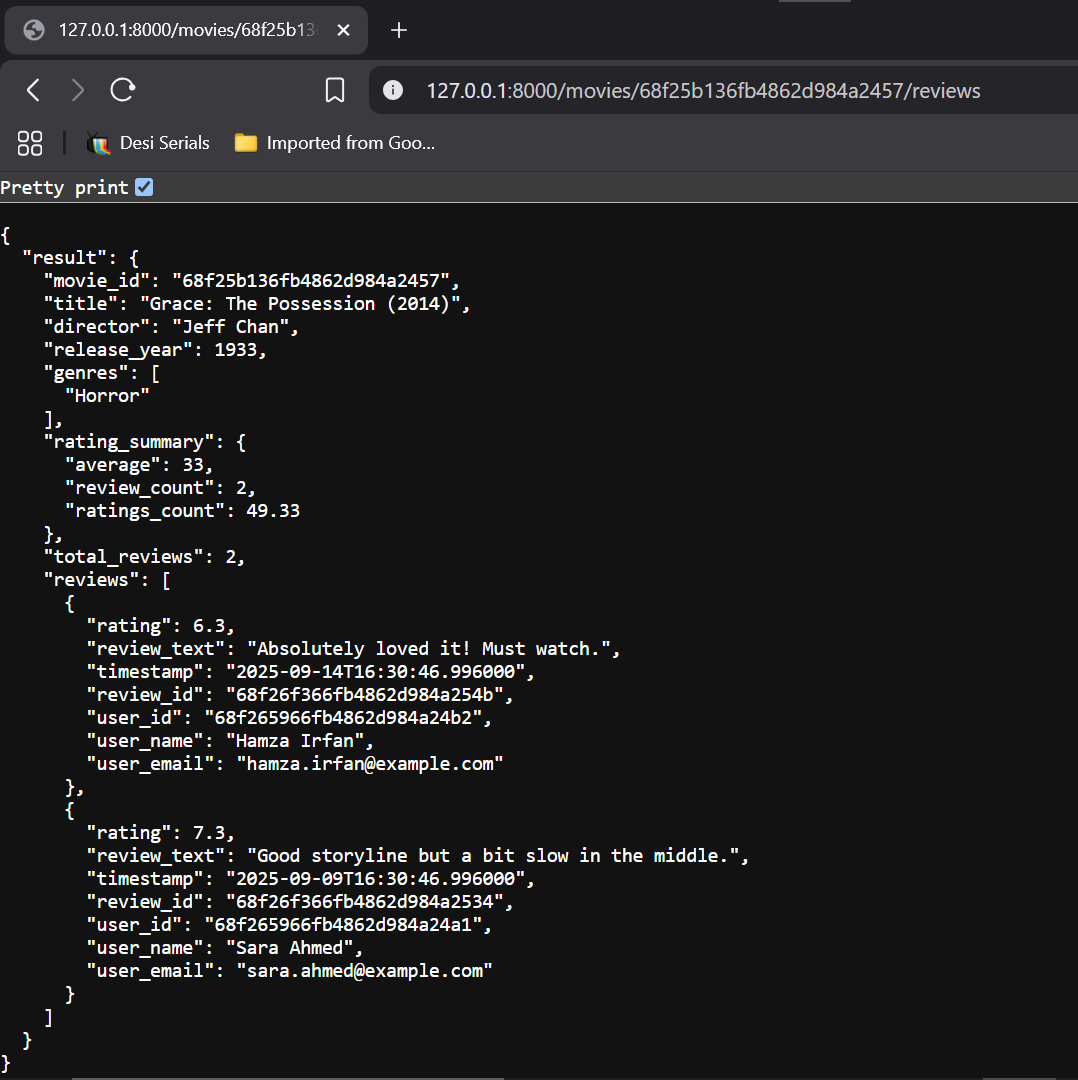 127.0.0.1:8000/movies/68f25b13
127.0.0.1:8000/movies/68f25b136fb4862d984a2457/reviews
Desi Serials
Imported from Goo...
Pretty print
{
  "result": {
    "movie_id": "68f25b136fb4862d984a2457",
    "title": "Grace: The Possession (2014)",
    "director": "Jeff Chan",
    "release_year": 1933,
    "genres": [
      "Horror"
    ],
    "rating_summary": {
      "average": 33,
      "review_count": 2,
      "ratings_count": 49.33
    },
    "total_reviews": 2,
    "reviews": [
      {
        "rating": 6.3,
        "review_text": "Absolutely loved it! Must watch.",
        "timestamp": "2025-09-14T16:30:46.996000",
        "review_id": "68f26f366fb4862d984a254b",
        "user_id": "68f265966fb4862d984a24b2",
        "user_name": "Hamza Irfan",
        "user_email": "hamza.irfan@example.com"
      },
      {
        "rating": 7.3,
        "review_text": "Good storyline but a bit slow in the middle.",
        "timestamp": "2025-09-09T16:30:46.996000",
        "review_id": "68f26f366fb4862d984a2534",
        "user_id": "68f265966fb4862d984a24a1",
        "user_name": "Sara Ahmed",
        "user_email": "sara.ahmed@example.com"
      }
    ]
  }
}